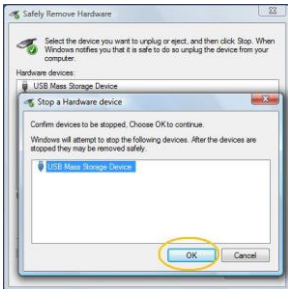 Safely Remove Hardware
Select the device you want to unplug or eject, and then click Stop. When
Windows notifies you that it is safe to do so unplug the device from your
computer.
Hardware devices:
USB Mass Storage Device
Stop a Hardware device
Confirm devices to be stopped, Choose OK to continue.
Windows will attempt to stop the following devices. After the devices are
stopped they may be removed safely.
USB Mass Storage Device
OK
Cancel